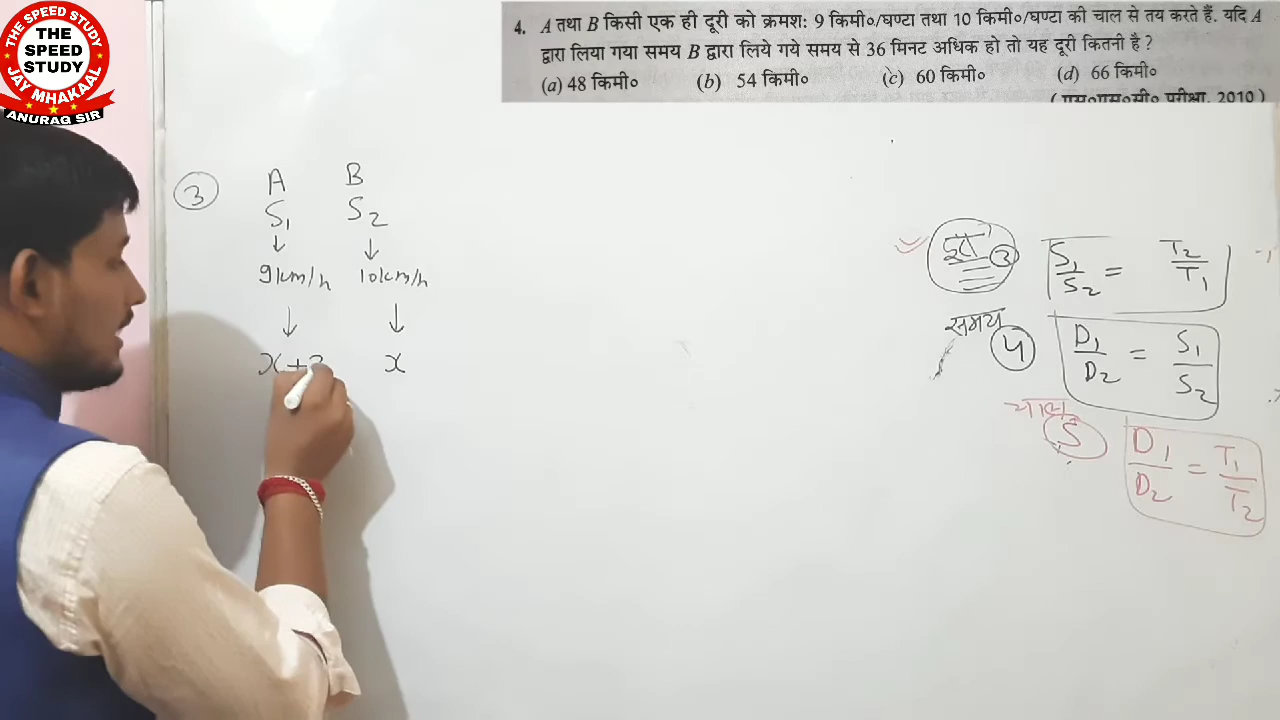 THE SPEED STUDY
THE
SPEED
STUDY
JAY MHAKAAL
ANURAG SIR
4. A तथा B किसी एक ही दूरी को क्रमशः 9 किमी०/घण्टा तथा 10 किमी०/घण्टा की चाल से तय करते हैं. यदि A
द्वारा लिया गया समय B द्वारा लिये गये समय से 36 मिनट अधिक हो तो यह दूरी कितनी है ?
(a) 48 किमी० (b) 54 किमी० (c) 60 किमी० (d) 66 किमी०
( एस०एस०सी० परीक्षा, 2010 )
3 A B
S₁ S₂
↓ ↓
9km/h 10km/h
↓ ↓
x+3 x
3 S₁/S₂ = T₂/T₁
समय
4 D₁/D₂ = S₁/S₂
चाल
5 D₁/D₂ = T₁/T₂